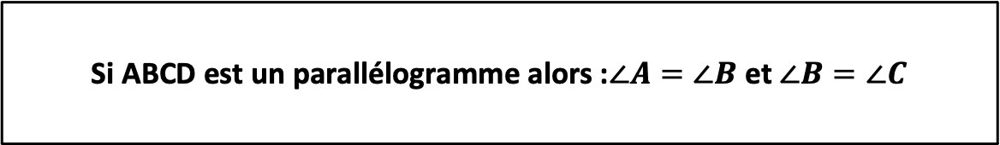 Si ABCD est un parallélogramme alors :∠A = ∠B et ∠B = ∠C